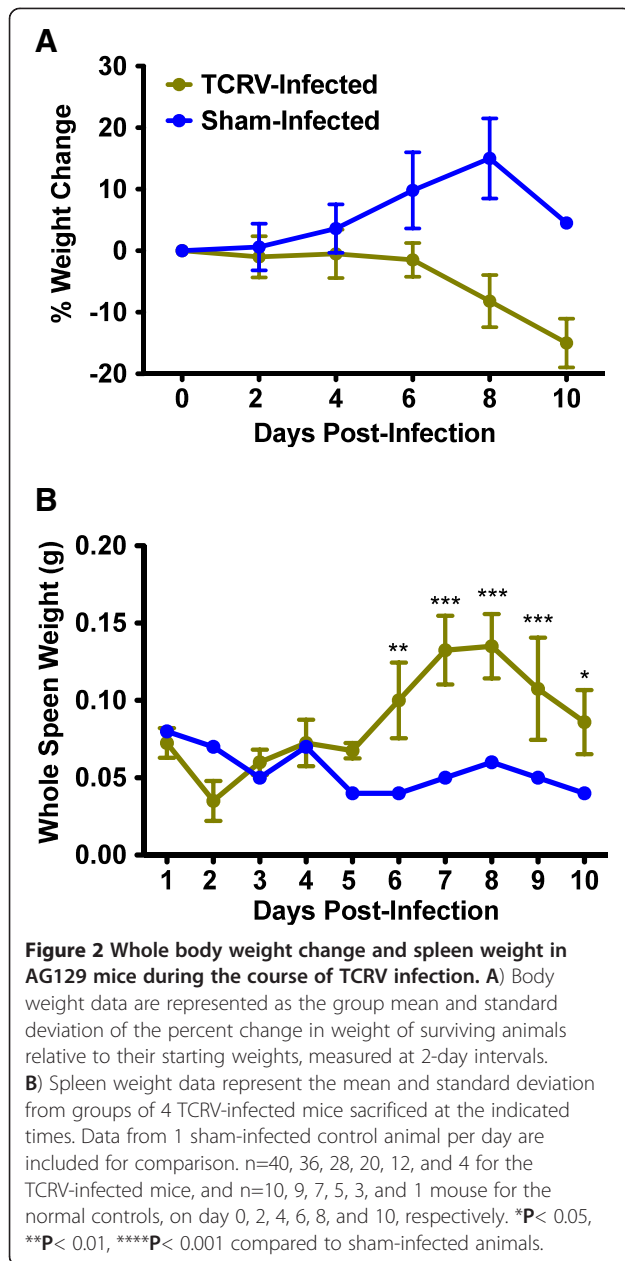 A
30
TCRV-Infected
Sham-Infected
20
10
0
-10
-20
% Weight Change
0 2 4 6 8 10
Days Post-Infection
B
0.20
0.15
0.10
0.05
0.00
Whole Speen Weight (g)
** *** *** *** *
1 2 3 4 5 6 7 8 9 10
Days Post-Infection
Figure 2 Whole body weight change and spleen weight in
AG129 mice during the course of TCRV infection. A) Body
weight data are represented as the group mean and standard
deviation of the percent change in weight of surviving animals
relative to their starting weights, measured at 2-day intervals.
B) Spleen weight data represent the mean and standard deviation
from groups of 4 TCRV-infected mice sacrificed at the indicated
times. Data from 1 sham-infected control animal per day are
included for comparison. n=40, 36, 28, 20, 12, and 4 for the
TCRV-infected mice, and n=10, 9, 7, 5, 3, and 1 mouse for the
normal controls, on day 0, 2, 4, 6, 8, and 10, respectively. *P< 0.05,
**P< 0.01, ****P< 0.001 compared to sham-infected animals.